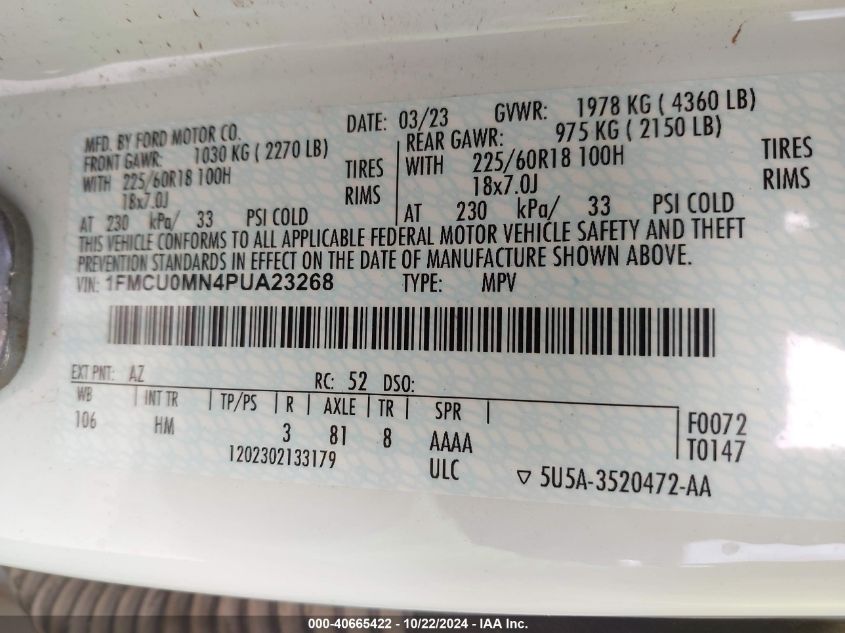 MFD. BY FORD MOTOR CO. DATE: 03/23 GVWR: 1978 KG ( 4360 LB)
FRONT GAWR: 1030 KG ( 2270 LB) REAR GAWR: 975 KG ( 2150 LB)
WITH 225/60R18 100H TIRES WITH 225/60R18 100H TIRES
18x7.0J RIMS 18x7.0J RIMS
AT 230 kPa/ 33 PSI COLD AT 230 kPa/ 33 PSI COLD
THIS VEHICLE CONFORMS TO ALL APPLICABLE FEDERAL MOTOR VEHICLE SAFETY AND THEFT
PREVENTION STANDARDS IN EFFECT ON THE DATE OF MANUFACTURE SHOWN ABOVE.
VIN: 1FMCU0MN4PUA23268 TYPE: MPV
EXT PNT: AZ RC: 52 DSO:
WB INT TR TP/PS R AXLE TR SPR
106 HM 3 81 8 AAAA F0072
1202302133179 ULC T0147
▽ 5U5A-3520472-AA
000-40665422 - 10/22/2024 - IAA Inc.